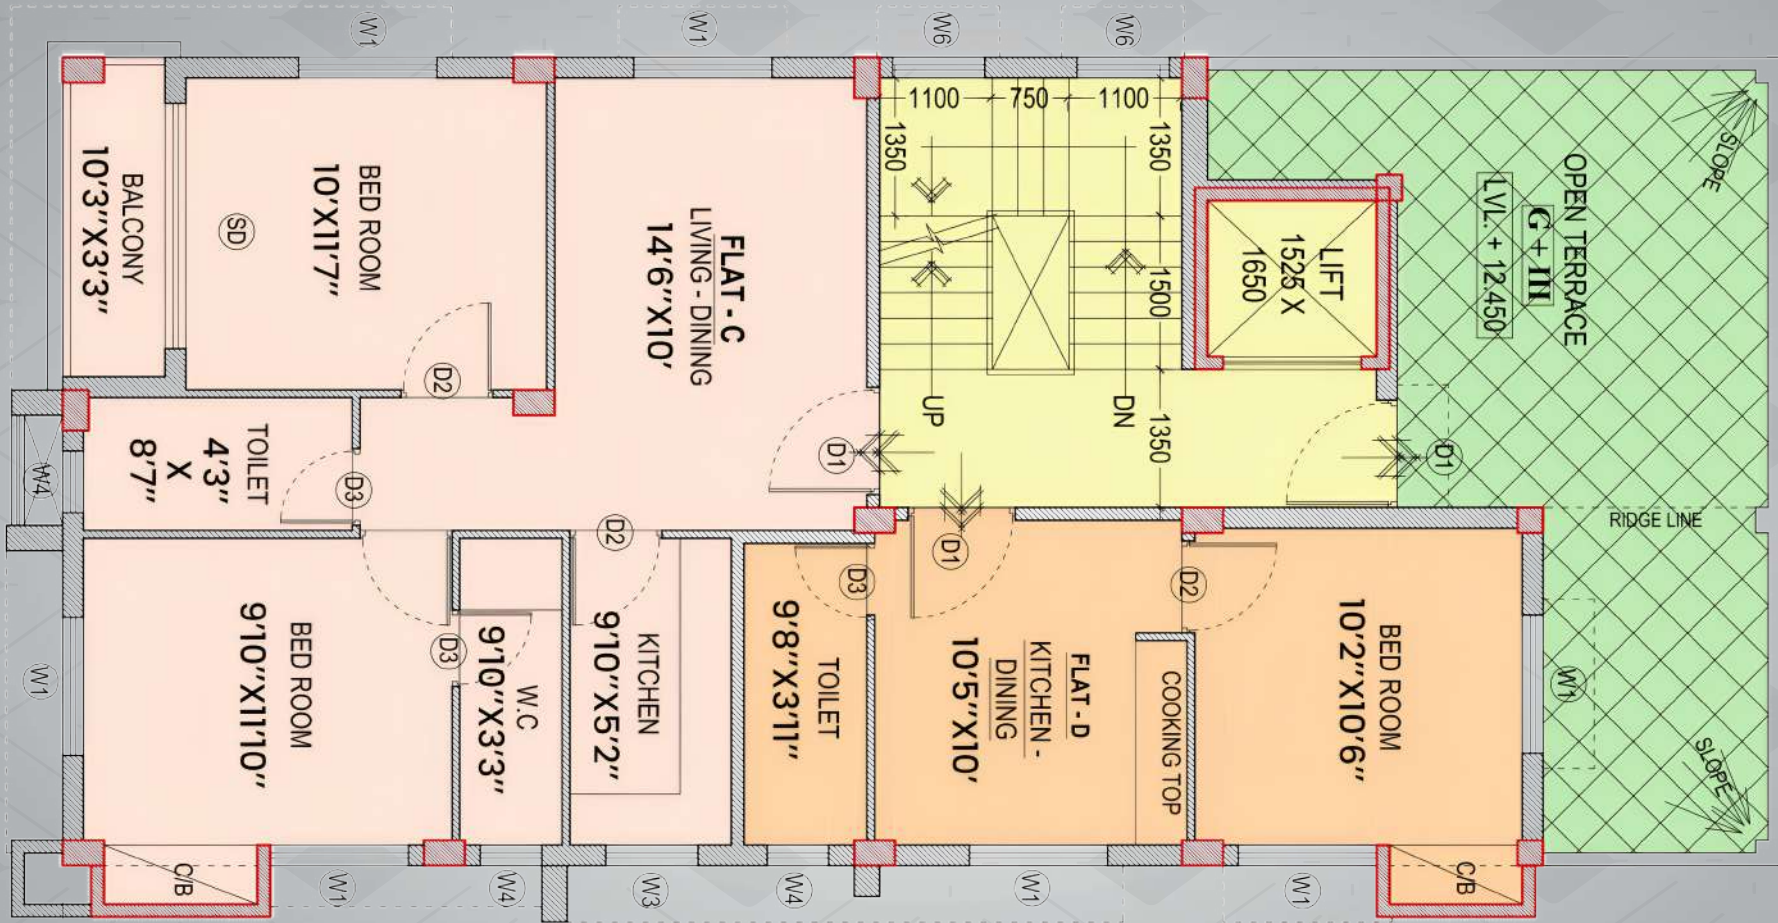 W1
W1
W6
W6
BALCONY
10'3"X3'3"
BED ROOM
10'X11'7"
SD
D2
FLAT - C
LIVING - DINING
14'6"X10'
D1
1100
750
1100
1350
1350
1500
1350
UP
DN
LIFT
1525 X
1650
OPEN TERRACE
G + III
LVL. + 12.450
SLOPE
D1
RIDGE LINE
TOILET
4'3"
X
8'7"
D3
W4
D2
BED ROOM
9'10"X11'10"
D3
W.C
9'10"X3'3"
KITCHEN
9'10"X5'2"
TOILET
9'8"X3'11"
D3
D1
FLAT - D
KITCHEN -
DINING
10'5"X10'
COOKING TOP
D2
BED ROOM
10'2"X10'6"
W1
SLOPE
W1
C/B
W1
W4
W3
W4
W1
W1
C/B